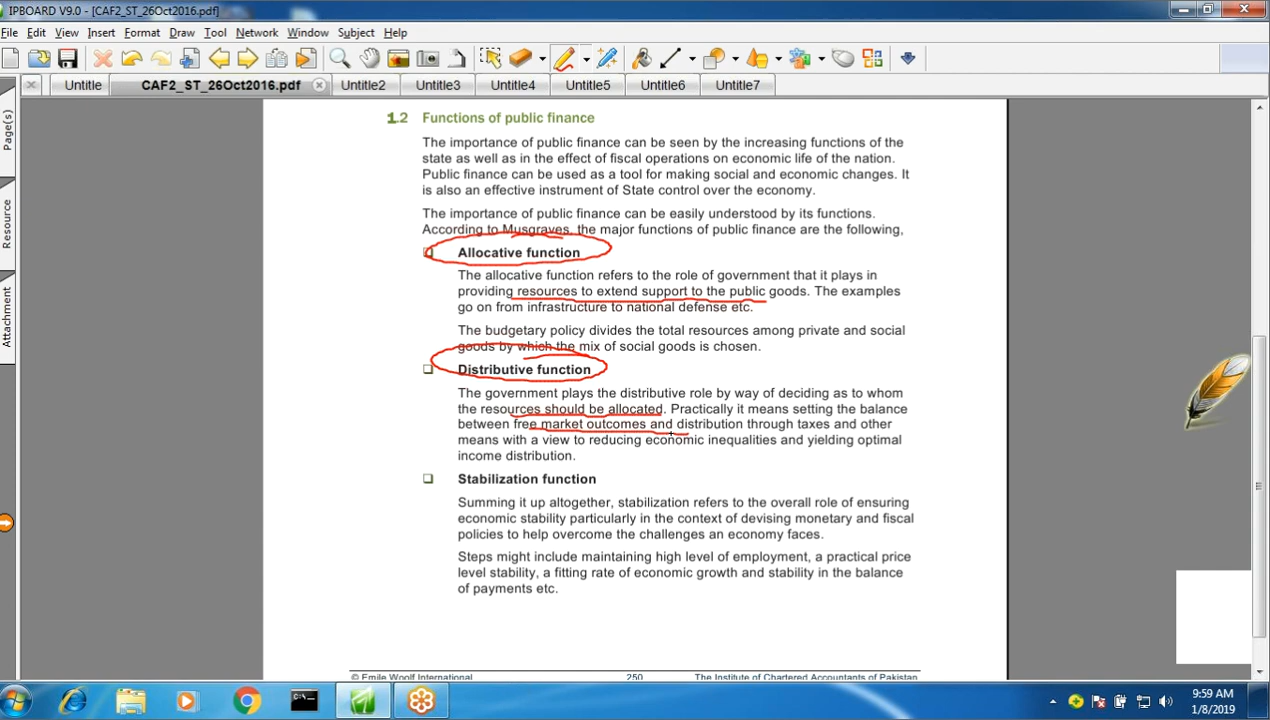 IPBOARD V9.0 - [CAF2_ST_26Oct2016.pdf]
File Edit View Insert Format Draw Tool Network Window Subject Help
Untitle CAF2_ST_26Oct2016.pdf Untitle2 Untitle3 Untitle4 Untitle5 Untitle6 Untitle7
Page(s)
Resource
Attachment
1.2 Functions of public finance
The importance of public finance can be seen by the increasing functions of the
state as well as in the effect of fiscal operations on economic life of the nation.
Public finance can be used as a tool for making social and economic changes. It
is also an effective instrument of State control over the economy.
The importance of public finance can be easily understood by its functions.
According to Musgraves, the major functions of public finance are the following,
Allocative function
The allocative function refers to the role of government that it plays in
providing resources to extend support to the public goods. The examples
go on from infrastructure to national defense etc.
The budgetary policy divides the total resources among private and social
goods by which the mix of social goods is chosen.
Distributive function
The government plays the distributive role by way of deciding as to whom
the resources should be allocated. Practically it means setting the balance
between free market outcomes and distribution through taxes and other
means with a view to reducing economic inequalities and yielding optimal
income distribution.
Stabilization function
Summing it up altogether, stabilization refers to the overall role of ensuring
economic stability particularly in the context of devising monetary and fiscal
policies to help overcome the challenges an economy faces.
Steps might include maintaining high level of employment, a practical price
level stability, a fitting rate of economic growth and stability in the balance
of payments etc.
© Emile Woolf International 250 The Institute of Chartered Accountants of Pakistan
9:59 AM
1/8/2019